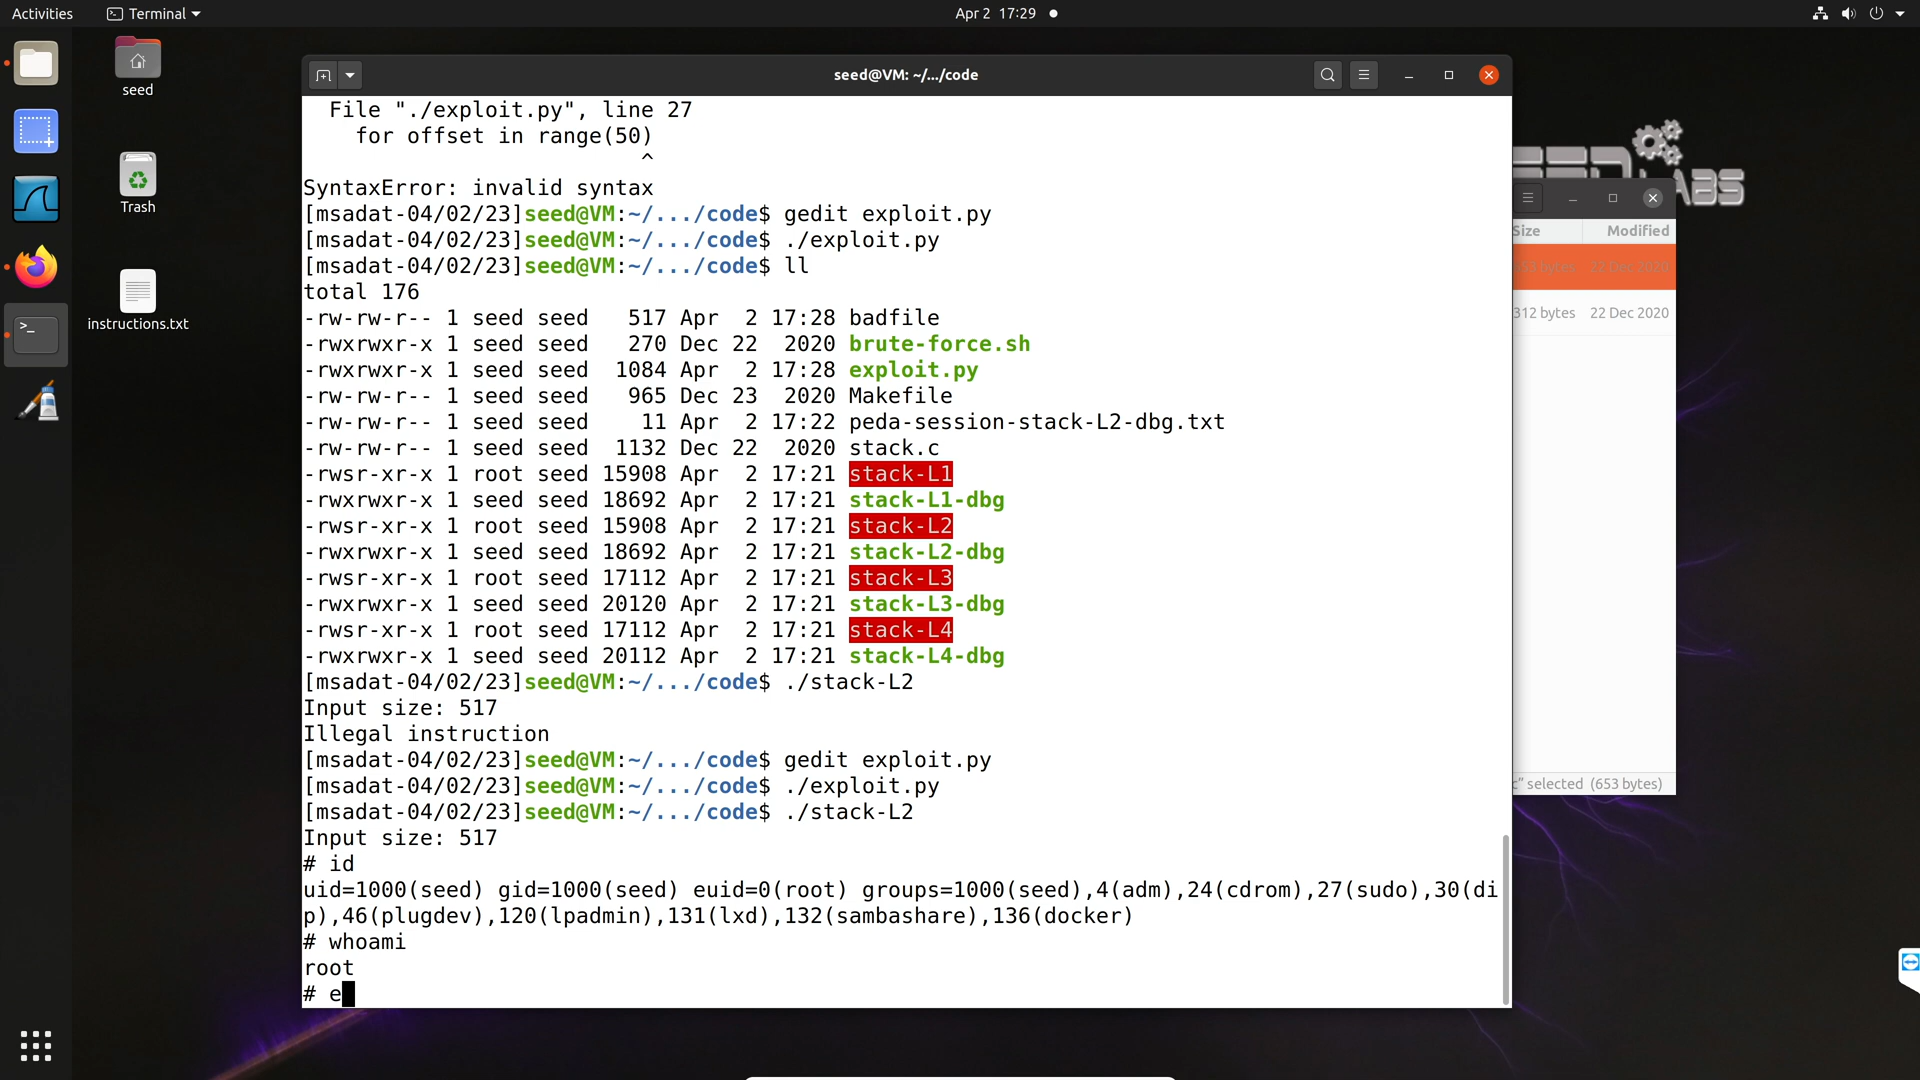 Activities
Terminal
Apr 2 17:29
seed
Trash
instructions.txt
seed@VM: ~/.../code
File "./exploit.py", line 27
for offset in range(50)
^
SyntaxError: invalid syntax
[msadat-04/02/23]seed@VM:~/.../code$ gedit exploit.py
[msadat-04/02/23]seed@VM:~/.../code$ ./exploit.py
[msadat-04/02/23]seed@VM:~/.../code$ ll
total 176
-rw-rw-r-- 1 seed seed   517 Apr  2 17:28 badfile
-rwxrwxr-x 1 seed seed   270 Dec 22  2020 brute-force.sh
-rwxrwxr-x 1 seed seed  1084 Apr  2 17:28 exploit.py
-rw-rw-r-- 1 seed seed   965 Dec 23  2020 Makefile
-rw-rw-r-- 1 seed seed    11 Apr  2 17:22 peda-session-stack-L2-dbg.txt
-rw-rw-r-- 1 seed seed  1132 Dec 22  2020 stack.c
-rwsr-xr-x 1 root seed 15908 Apr  2 17:21 stack-L1
-rwxrwxr-x 1 seed seed 18692 Apr  2 17:21 stack-L1-dbg
-rwsr-xr-x 1 root seed 15908 Apr  2 17:21 stack-L2
-rwxrwxr-x 1 seed seed 18692 Apr  2 17:21 stack-L2-dbg
-rwsr-xr-x 1 root seed 17112 Apr  2 17:21 stack-L3
-rwxrwxr-x 1 seed seed 20120 Apr  2 17:21 stack-L3-dbg
-rwsr-xr-x 1 root seed 17112 Apr  2 17:21 stack-L4
-rwxrwxr-x 1 seed seed 20112 Apr  2 17:21 stack-L4-dbg
[msadat-04/02/23]seed@VM:~/.../code$ ./stack-L2
Input size: 517
Illegal instruction
[msadat-04/02/23]seed@VM:~/.../code$ gedit exploit.py
[msadat-04/02/23]seed@VM:~/.../code$ ./exploit.py
[msadat-04/02/23]seed@VM:~/.../code$ ./stack-L2
Input size: 517
# id
uid=1000(seed) gid=1000(seed) euid=0(root) groups=1000(seed),4(adm),24(cdrom),27(sudo),30(di
p),46(plugdev),120(lpadmin),131(lxd),132(sambashare),136(docker)
# whoami
root
# e
Size Modified
653 bytes 22 Dec 2020
312 bytes 22 Dec 2020
c” selected (653 bytes)